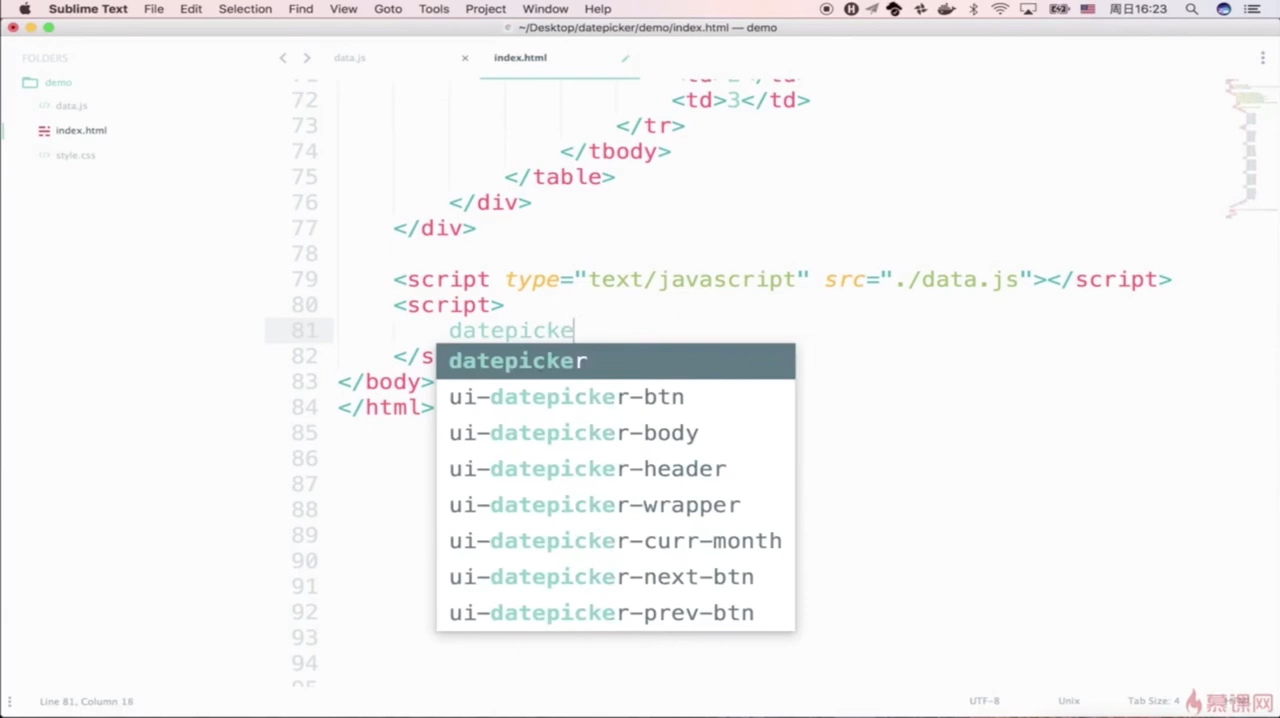 Sublime Text File Edit Selection Find View Goto Tools Project Window Help 周日16:23
~/Desktop/datepicker/demo/index.html — demo
FOLDERS
demo
data.js
index.html
style.css
data.js × index.html
72 <td>3</td>
73 </tr>
74 </tbody>
75 </table>
76 </div>
77 </div>
78
79 <script type="text/javascript" src="./data.js"></script>
80 <script>
81 datepicke
82 </s
83 </body>
84 </html>
85
86
87
88
89
90
91
92
93
94
datepicker
ui-datepicker-btn
ui-datepicker-body
ui-datepicker-header
ui-datepicker-wrapper
ui-datepicker-curr-month
ui-datepicker-next-btn
ui-datepicker-prev-btn
Line 81, Column 16 UTF-8 Unix Tab Size: 4
慕课网